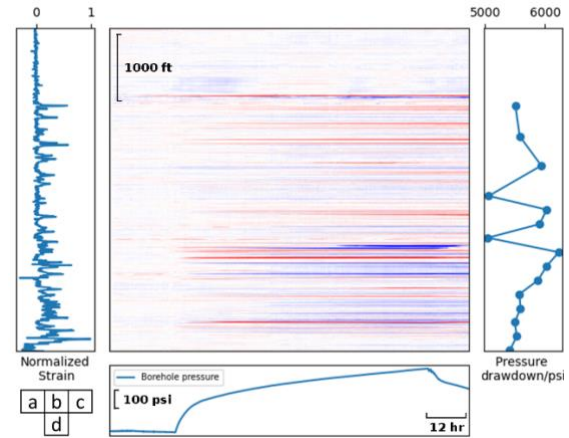 0 1
5000 6000
1000 ft
Normalized
Strain
Pressure
drawdown/psi
Borehole pressure
100 psi
12 hr
a b c
d